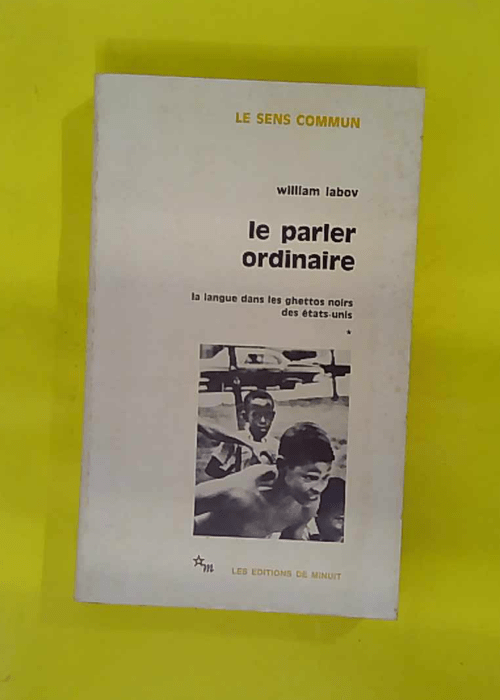 LE SENS COMMUN
william labov
le parler
ordinaire
la langue dans les ghettos noirs
des états-unis
*
m
LES EDITIONS DE MINUIT